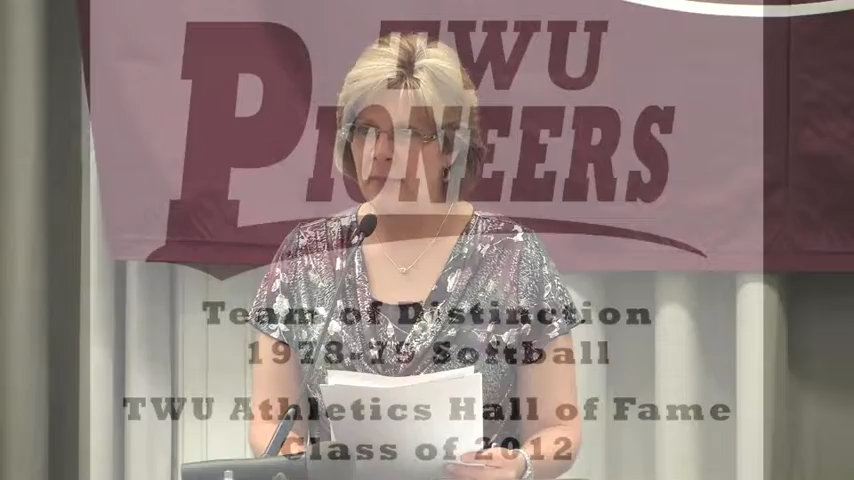 TWU
PIONEERS
Team of Distinction
1978-79 Softball
TWU Athletics Hall of Fame
Class of 2012